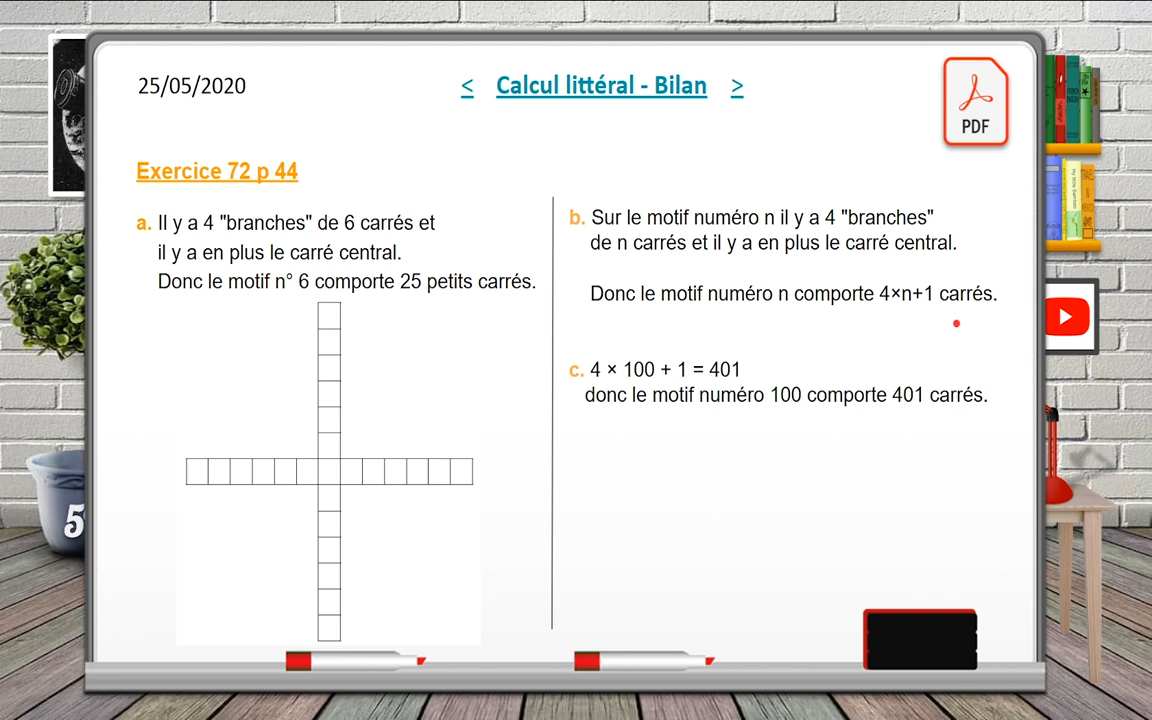 25/05/2020
< Calcul littéral - Bilan >
PDF
Exercice 72 p 44
a. Il y a 4 "branches" de 6 carrés et
il y a en plus le carré central.
Donc le motif n° 6 comporte 25 petits carrés.
b. Sur le motif numéro n il y a 4 "branches"
de n carrés et il y a en plus le carré central.
Donc le motif numéro n comporte 4×n+1 carrés.
c. 4 × 100 + 1 = 401
donc le motif numéro 100 comporte 401 carrés.
5